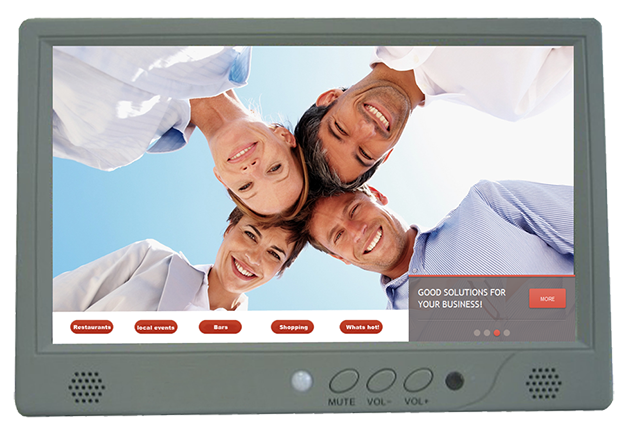 GOOD SOLUTIONS FOR
YOUR BUSINESS!
MORE
Restaurants
local events
Bars
Shopping
Whats hot!
MUTE
VOL-
VOL+